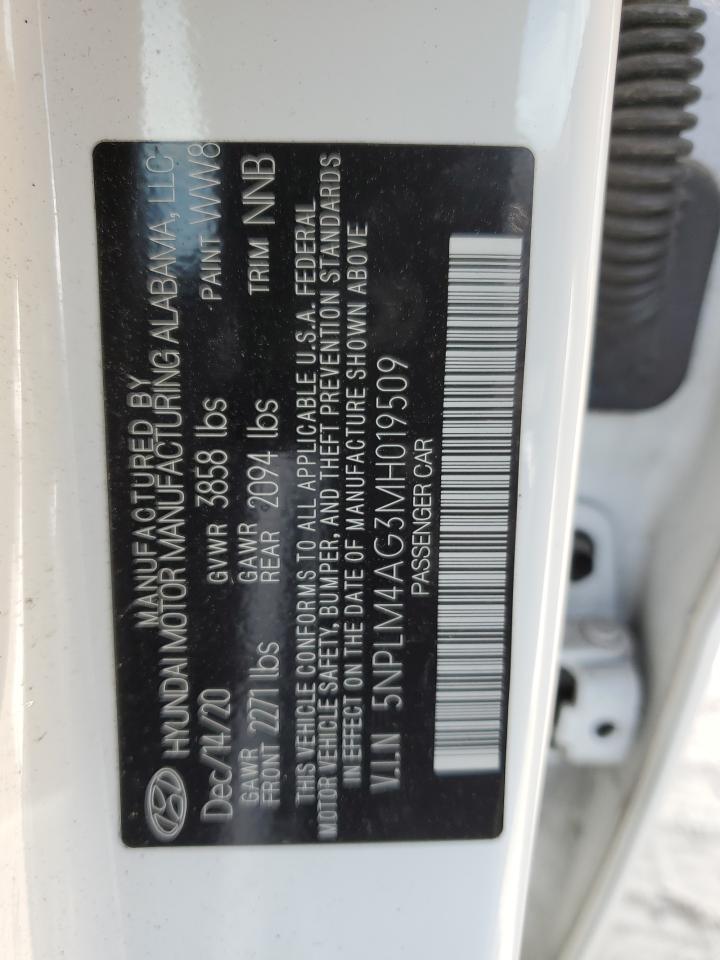 MANUFACTURED BY
HYUNDAI MOTOR MANUFACTURING ALABAMA, LLC
Dec/14/20 GVWR 3858 lbs PAINT WW8
GAWR FRONT 2271 lbs GAWR REAR 2094 lbs TRIM NNB
THIS VEHICLE CONFORMS TO ALL APPLICABLE U.S.A. FEDERAL
MOTOR VEHICLE SAFETY, BUMPER, AND THEFT PREVENTION STANDARDS
IN EFFECT ON THE DATE OF MANUFACTURE SHOWN ABOVE
V.I.N 5NPLM4AG3MH019509
PASSENGER CAR